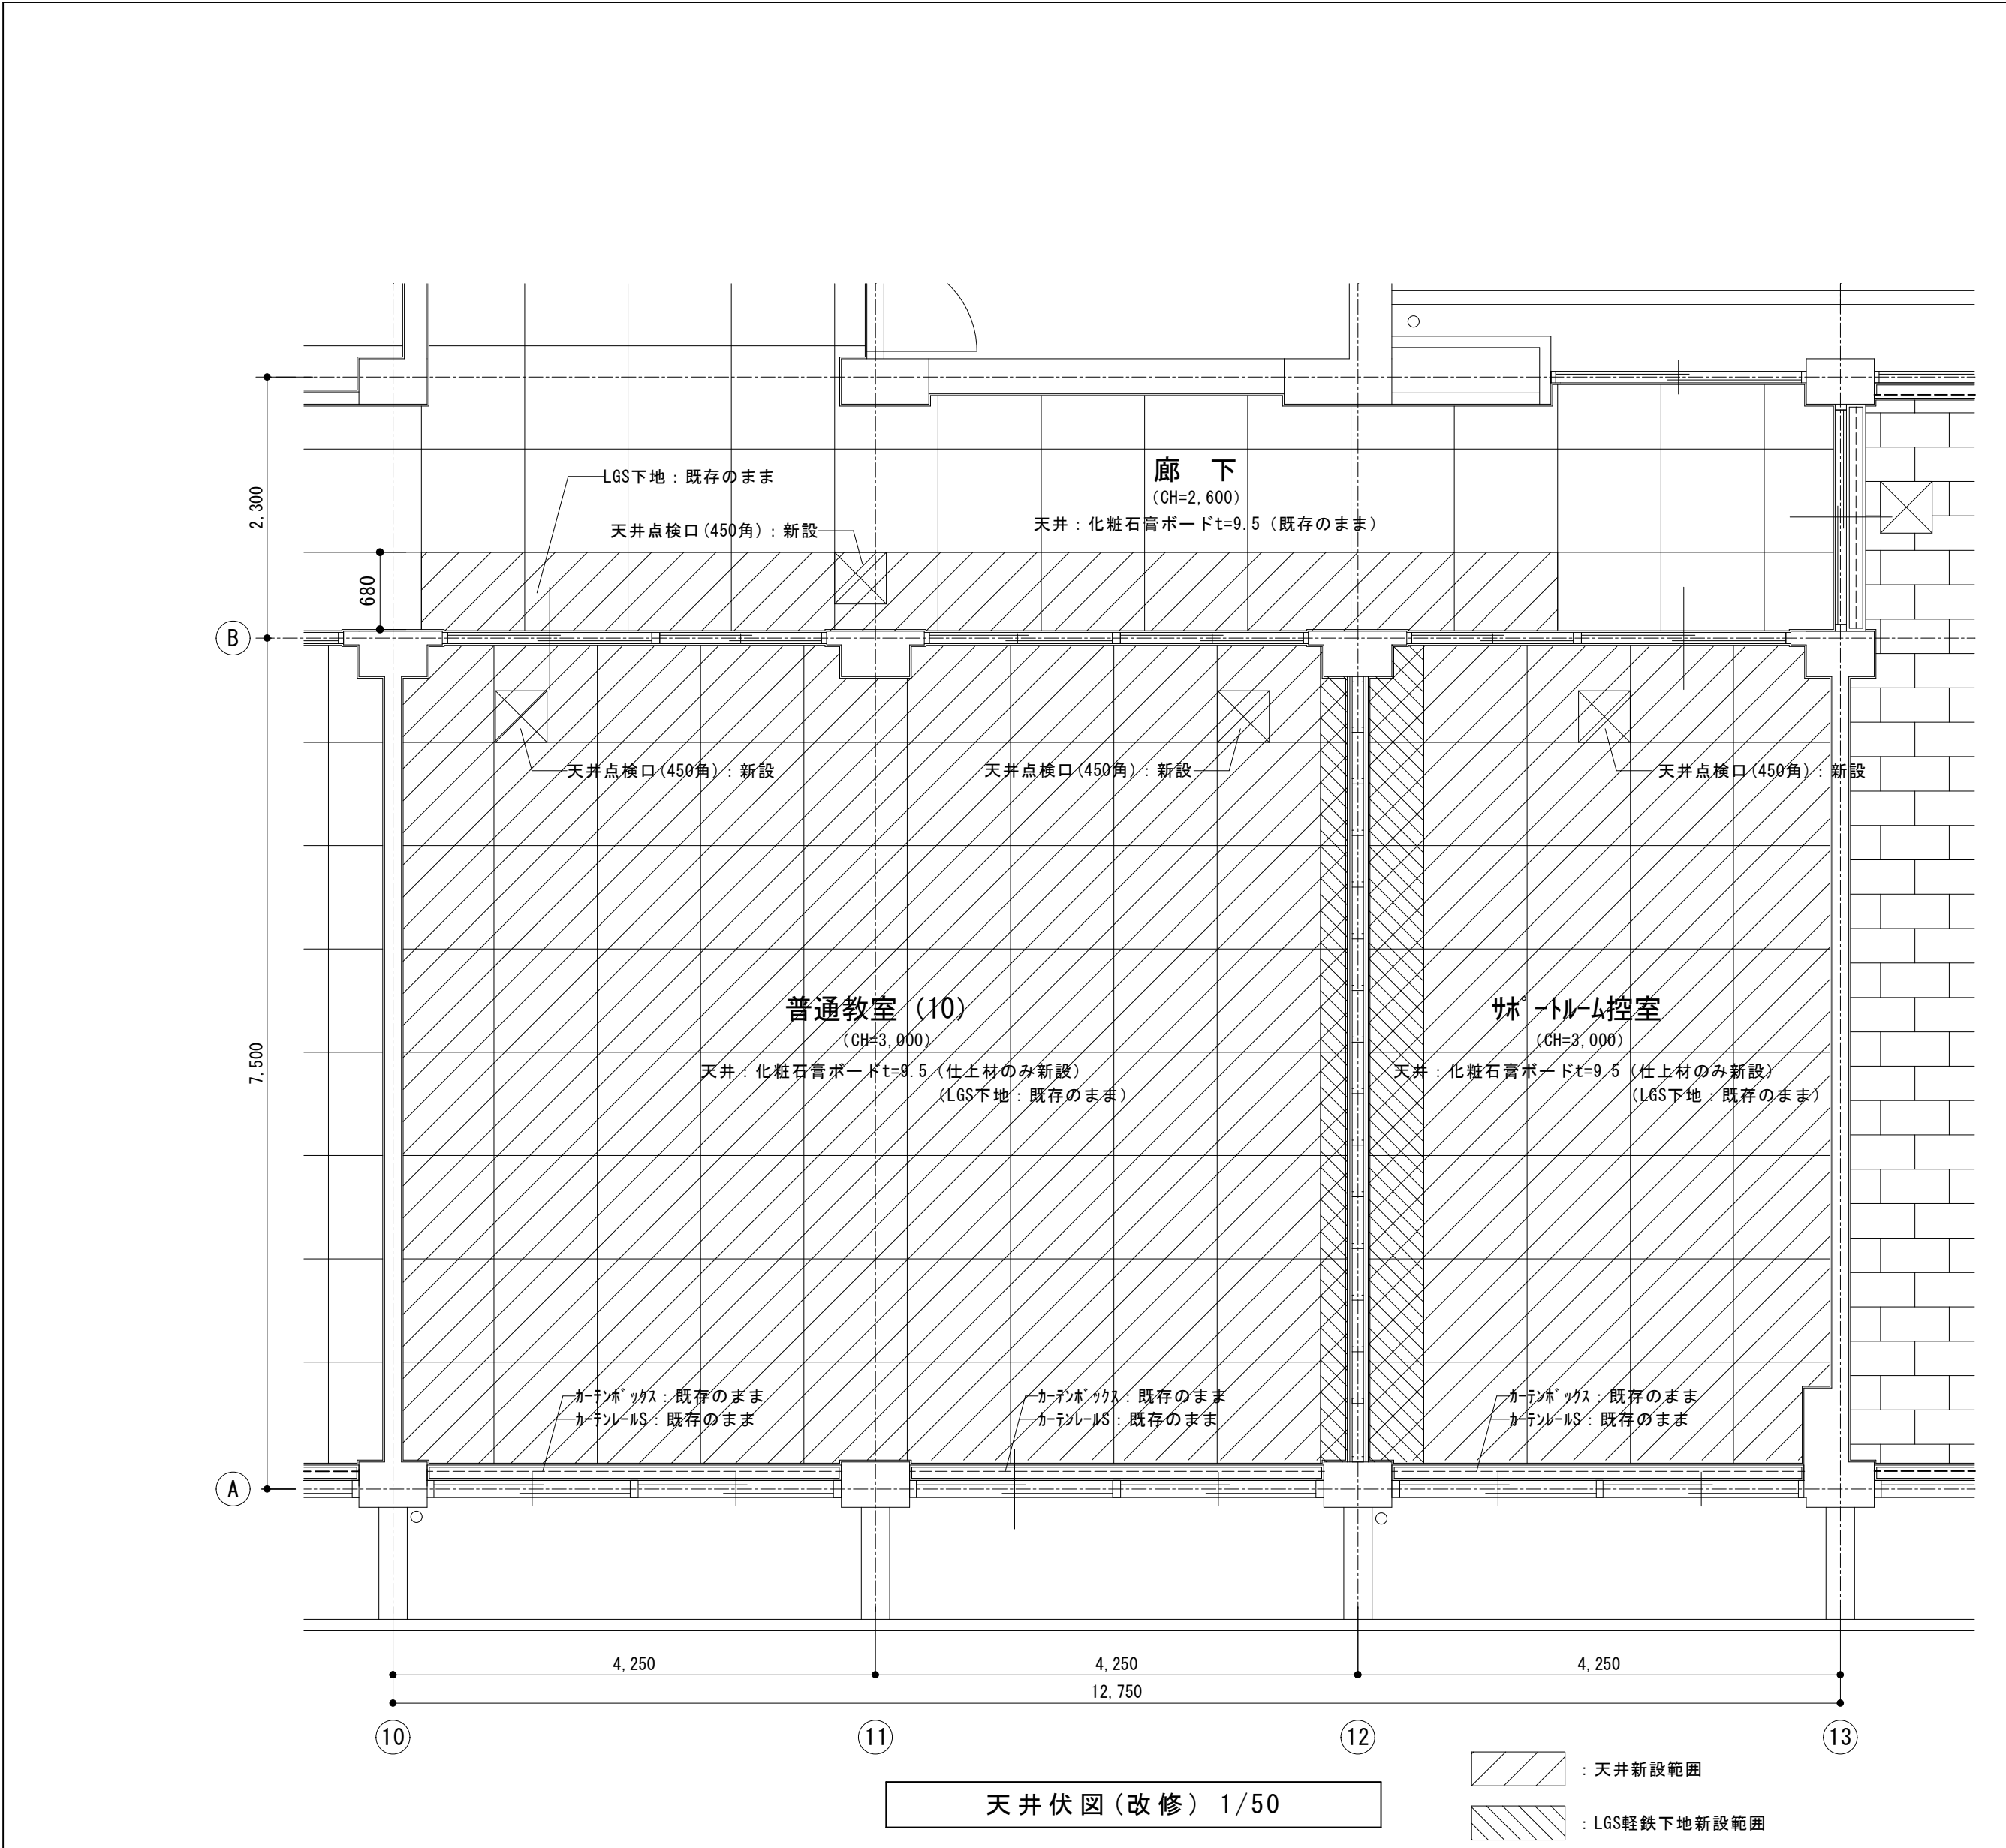 廊 下
(CH=2,600)
天井：化粧石膏ボードt=9.5（既存のまま）
LGS下地：既存のまま
天井点検口(450角)：新設
2,300
680
B
天井点検口(450角)：新設
天井点検口(450角)：新設
天井点検口(450角)：新設
7,500
普通教室（10）
(CH=3,000)
天井：化粧石膏ボードt=9.5（仕上材のみ新設）
（LGS下地：既存のまま）
ｻﾎﾟｰﾄﾙｰﾑ控室
(CH=3,000)
天井：化粧石膏ボードt=9.5（仕上材のみ新設）
（LGS下地：既存のまま）
ｶｰﾃﾝﾎﾞｯｸｽ：既存のまま
ｶｰﾃﾝﾚｰﾙS：既存のまま
ｶｰﾃﾝﾎﾞｯｸｽ：既存のまま
ｶｰﾃﾝﾚｰﾙS：既存のまま
ｶｰﾃﾝﾎﾞｯｸｽ：既存のまま
ｶｰﾃﾝﾚｰﾙS：既存のまま
A
4,250
4,250
4,250
12,750
10
11
12
13
天井伏図（改修） 1/50
：天井新設範囲
：LGS軽鉄下地新設範囲